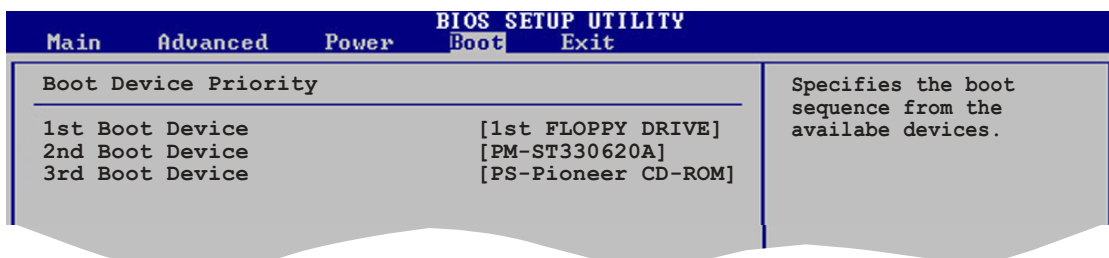 BIOS SETUP UTILITY
Main Advanced Power Boot Exit
Boot Device Priority
1st Boot Device [1st FLOPPY DRIVE]
2nd Boot Device [PM-ST330620A]
3rd Boot Device [PS-Pioneer CD-ROM]
Specifies the boot
sequence from the
availabe devices.